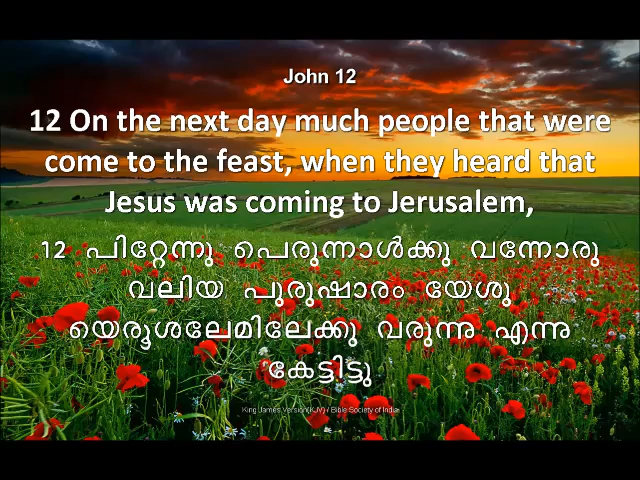 John 12
12 On the next day much people that were
come to the feast, when they heard that
Jesus was coming to Jerusalem,
12 പിറ്റേന്നു പെരുന്നാൾക്കു വന്നോരു
വലിയ പുരുഷാരം യേശു
യെരൂശലേമിലേക്കു വരുന്നു എന്നു
കേട്ടിട്ടു
King James Version(KJV) / Bible Society of India